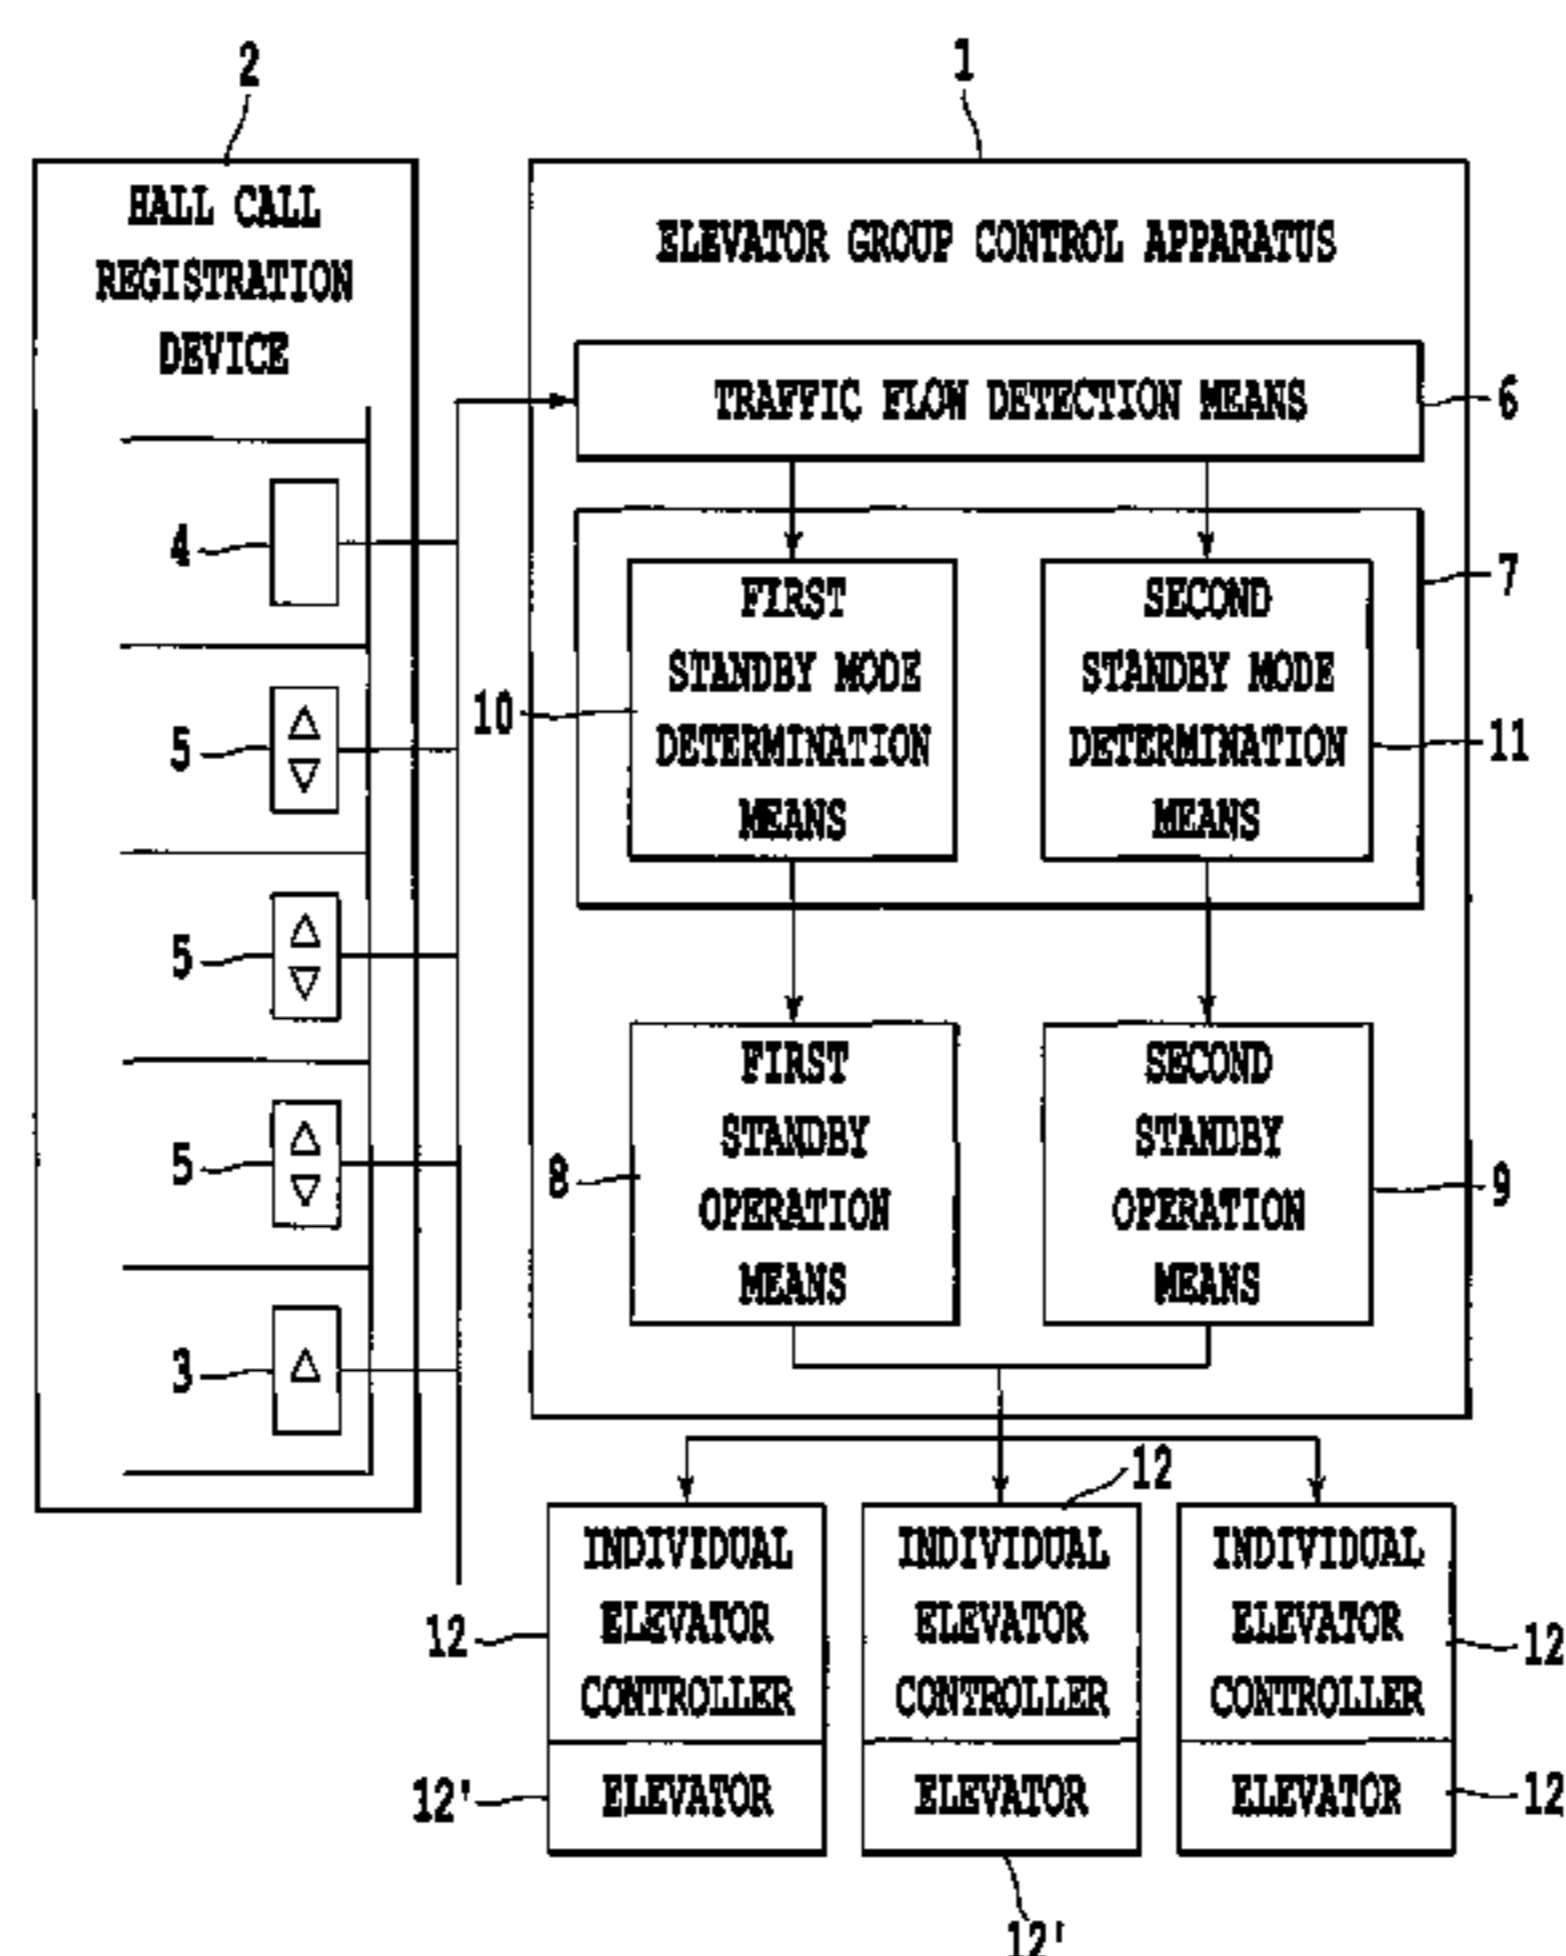 2
1
HALL CALL
REGISTRATION
DEVICE
ELEVATOR GROUP CONTROL APPARATUS
TRAFFIC FLOW DETECTION MEANS
6
4
5
5
5
3
7
FIRST
STANDBY MODE
DETERMINATION
MEANS
10
SECOND
STANDBY MODE
DETERMINATION
MEANS
11
FIRST
STANDBY
OPERATION
MEANS
8
SECOND
STANDBY
OPERATION
MEANS
9
12
INDIVIDUAL
ELEVATOR
CONTROLLER
12
ELEVATOR
12'
INDIVIDUAL
ELEVATOR
CONTROLLER
ELEVATOR
12'
INDIVIDUAL
ELEVATOR
CONTROLLER
12
ELEVATOR
12